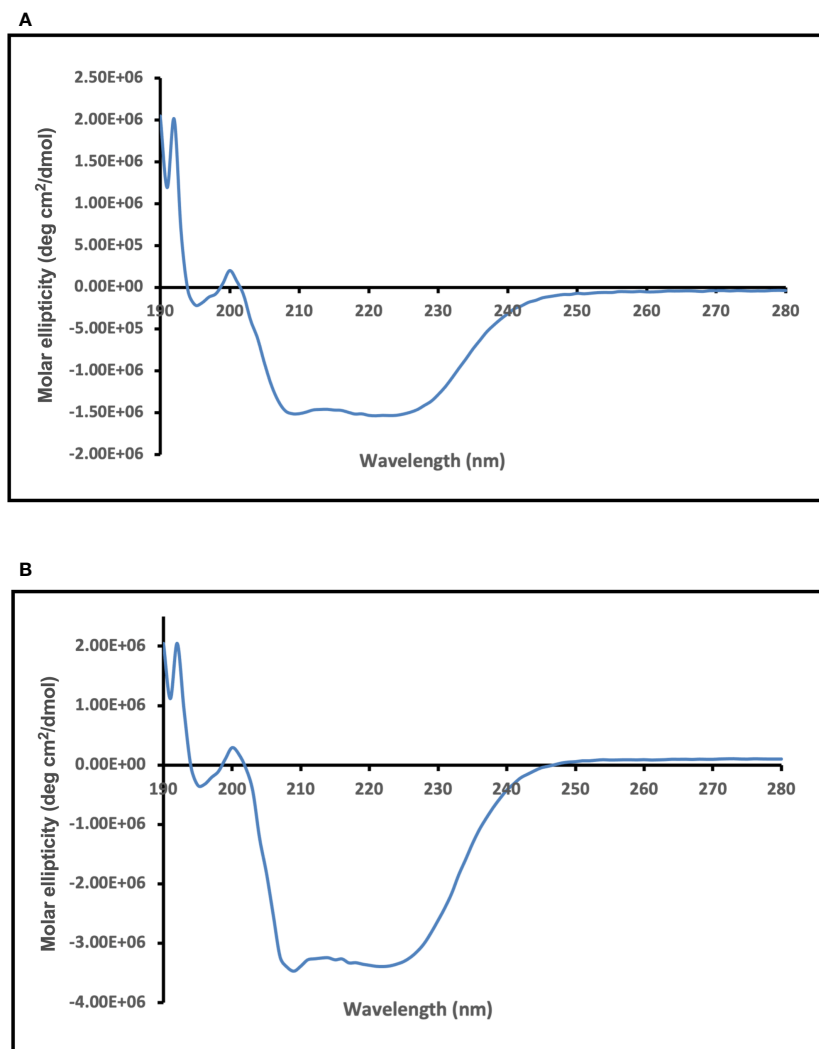 A
2.50E+06
2.00E+06
1.50E+06
1.00E+06
5.00E+05
0.00E+00
190 200 210 220 230 240 250 260 270 280
-5.00E+05
-1.00E+06
-1.50E+06
-2.00E+06
Molar ellipticity (deg cm²/dmol)
Wavelength (nm)
B
2.00E+06
1.00E+06
0.00E+00
190 200 210 220 230 240 250 260 270 280
-1.00E+06
-2.00E+06
-3.00E+06
-4.00E+06
Molar ellipticity (deg cm²/dmol)
Wavelength (nm)